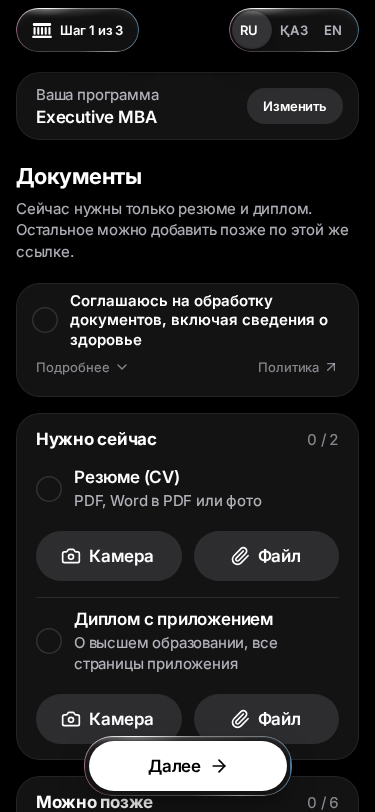 Шаг 1 из 3
RU ҚАЗ EN
Ваша программа
Executive MBA
Изменить
Документы
Сейчас нужны только резюме и диплом.
Остальное можно добавить позже по этой же
ссылке.
Соглашаюсь на обработку
документов, включая сведения о
здоровье
Подробнее Политика
Нужно сейчас 0 / 2
Резюме (CV)
PDF, Word в PDF или фото
Камера Файл
Диплом с приложением
О высшем образовании, все
страницы приложения
Камера Файл
Далее
Можно позже 0 / 6